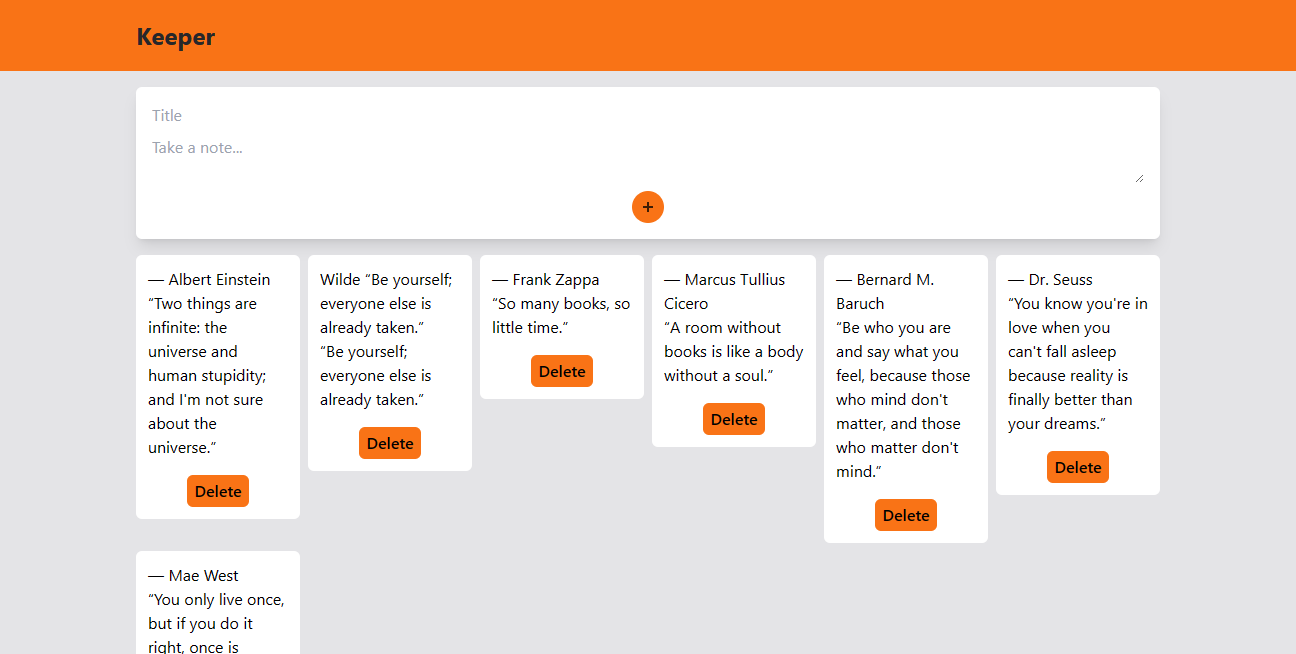 Keeper
Title
Take a note...
+
— Albert Einstein
“Two things are
infinite: the
universe and
human stupidity;
and I'm not sure
about the
universe.”
Delete
Wilde “Be yourself;
everyone else is
already taken.”
“Be yourself;
everyone else is
already taken.”
Delete
— Frank Zappa
“So many books, so
little time.”
Delete
— Marcus Tullius
Cicero
“A room without
books is like a body
without a soul.”
Delete
— Bernard M.
Baruch
“Be who you are
and say what you
feel, because those
who mind don't
matter, and those
who matter don't
mind.”
Delete
— Dr. Seuss
“You know you're in
love when you
can't fall asleep
because reality is
finally better than
your dreams.”
Delete
— Mae West
“You only live once,
but if you do it
right, once is